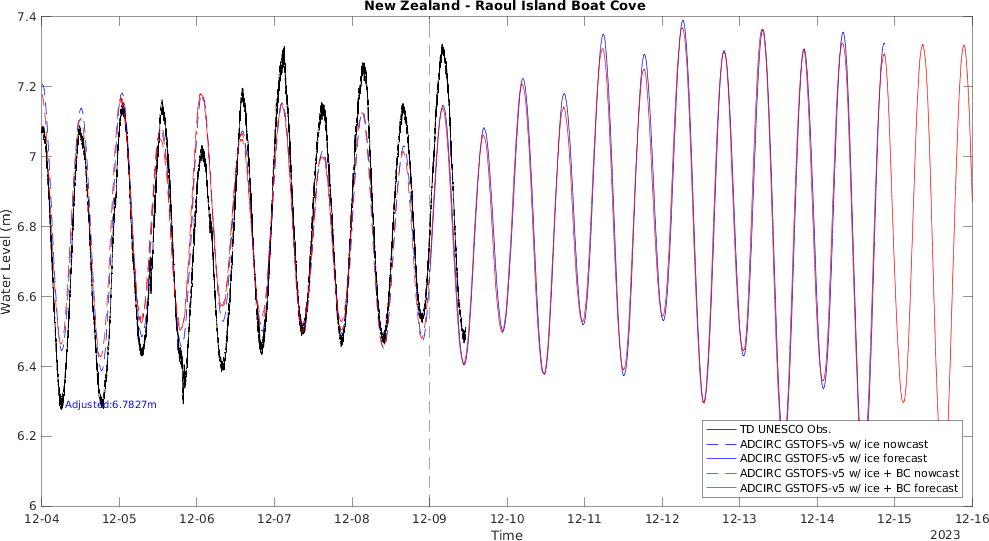 New Zealand - Raoul Island Boat Cove
7.4
7.2
7
6.8
6.6
6.4
6.2
6
Water Level (m)
Adjusted:6.7827m
TD UNESCO Obs.
ADCIRC GSTOFS-v5 w/ ice nowcast
ADCIRC GSTOFS-v5 w/ ice forecast
ADCIRC GSTOFS-v5 w/ ice + BC nowcast
ADCIRC GSTOFS-v5 w/ ice + BC forecast
12-04 12-05 12-06 12-07 12-08 12-09 12-10 12-11 12-12 12-13 12-14 12-15 12-16
Time
2023